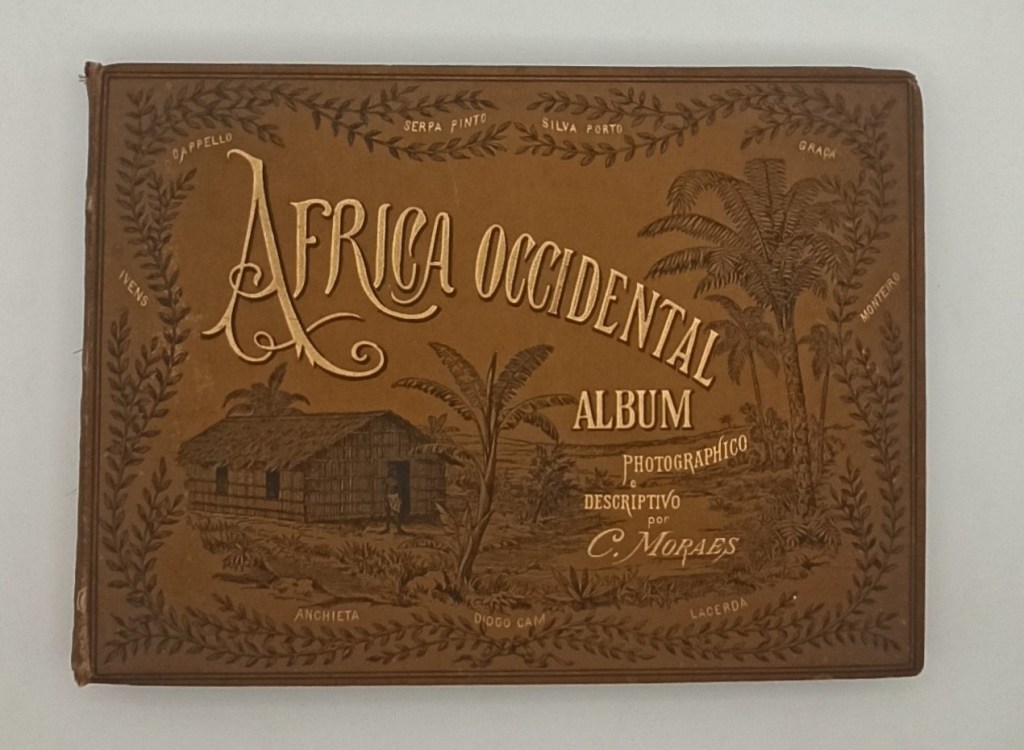 CAPPELLO
SERPA PINTO
SILVA PORTO
GRAÇA
IVENS
MONTEIRO
AFRICA OCCIDENTAL
ALBUM
PHOTOGRAPHICO
e
DESCRIPTIVO
por
C. MORAES
ANCHIETA
DIOGO CAM
LACERDA